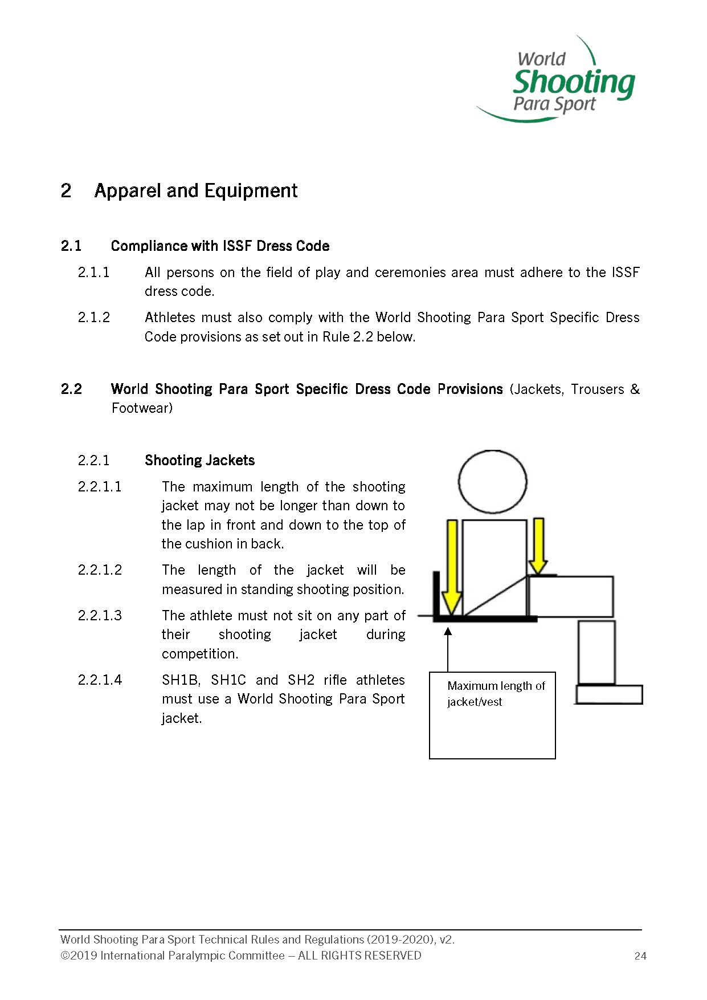 World
Shooting
Para Sport
2 Apparel and Equipment
2.1 Compliance with ISSF Dress Code
2.1.1 All persons on the field of play and ceremonies area must adhere to the ISSF
dress code.
2.1.2 Athletes must also comply with the World Shooting Para Sport Specific Dress
Code provisions as set out in Rule 2.2 below.
2.2 World Shooting Para Sport Specific Dress Code Provisions (Jackets, Trousers &
Footwear)
2.2.1 Shooting Jackets
2.2.1.1 The maximum length of the shooting
jacket may not be longer than down to
the lap in front and down to the top of
the cushion in back.
2.2.1.2 The length of the jacket will be
measured in standing shooting position.
2.2.1.3 The athlete must not sit on any part of
their shooting jacket during
competition.
2.2.1.4 SH1B, SH1C and SH2 rifle athletes
must use a World Shooting Para Sport
jacket.
Maximum length of
jacket/vest
World Shooting Para Sport Technical Rules and Regulations (2019-2020), v2.
©2019 International Paralympic Committee – ALL RIGHTS RESERVED 24